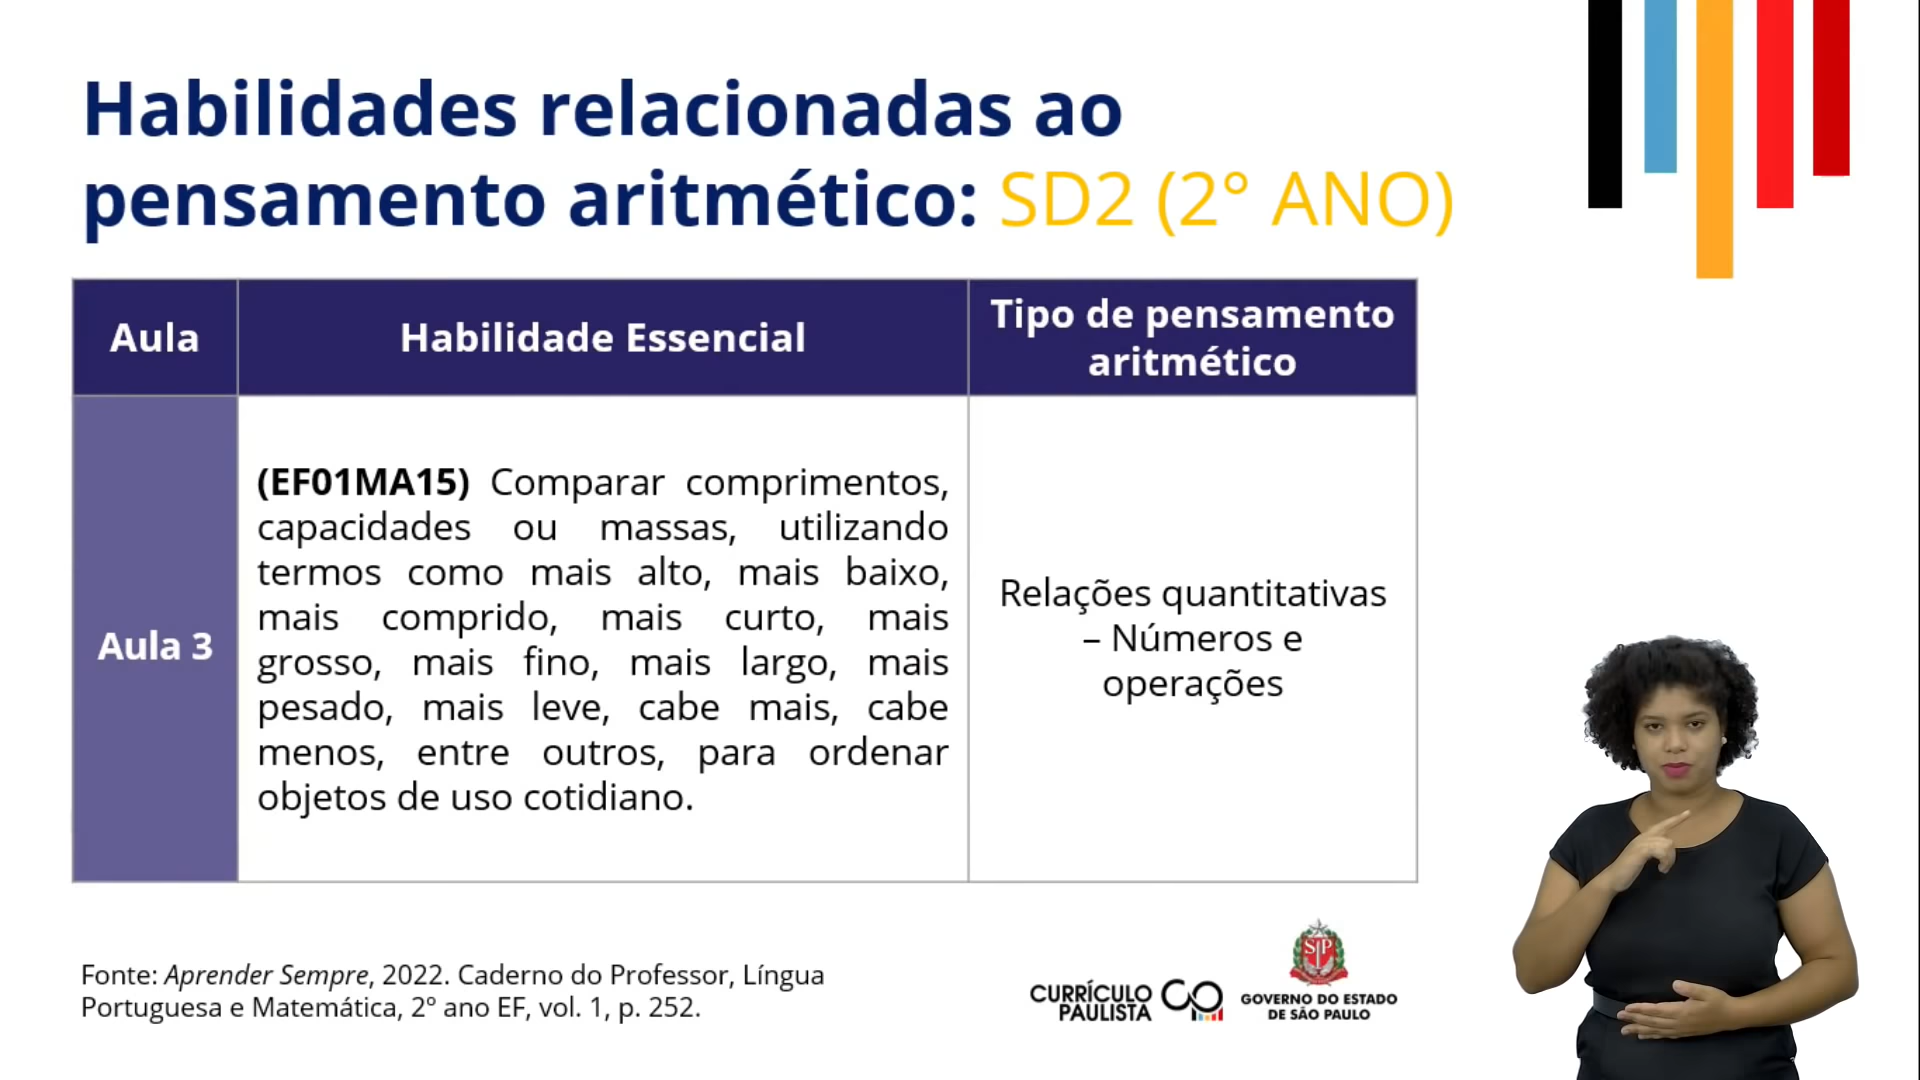 Habilidades relacionadas ao
pensamento aritmético: SD2 (2° ANO)
Aula
Habilidade Essencial
Tipo de pensamento
aritmético
Aula 3
(EF01MA15) Comparar comprimentos,
capacidades ou massas, utilizando
termos como mais alto, mais baixo,
mais comprido, mais curto, mais
grosso, mais fino, mais largo, mais
pesado, mais leve, cabe mais, cabe
menos, entre outros, para ordenar
objetos de uso cotidiano.
Relações quantitativas
– Números e
operações
Fonte: Aprender Sempre, 2022. Caderno do Professor, Língua
Portuguesa e Matemática, 2º ano EF, vol. 1, p. 252.
CURRÍCULO
PAULISTA
SP
GOVERNO DO ESTADO
DE SÃO PAULO